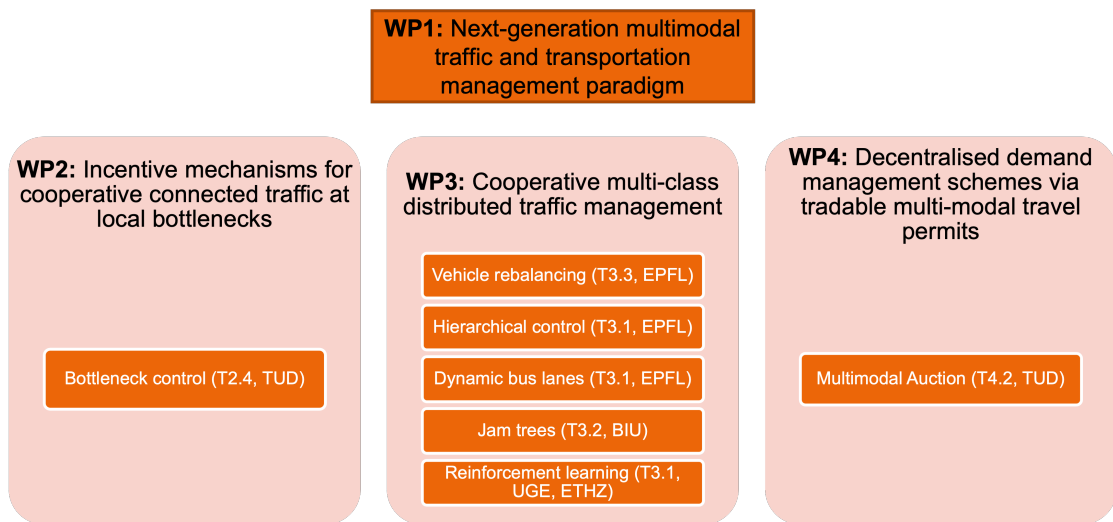 WP1: Next-generation multimodal
traffic and transportation
management paradigm
WP2: Incentive mechanisms for
cooperative connected traffic at
local bottlenecks
Bottleneck control (T2.4, TUD)
WP3: Cooperative multi-class
distributed traffic management
Vehicle rebalancing (T3.3, EPFL)
Hierarchical control (T3.1, EPFL)
Dynamic bus lanes (T3.1, EPFL)
Jam trees (T3.2, BIU)
Reinforcement learning (T3.1,
UGE, ETHZ)
WP4: Decentralised demand
management schemes via
tradable multi-modal travel
permits
Multimodal Auction (T4.2, TUD)